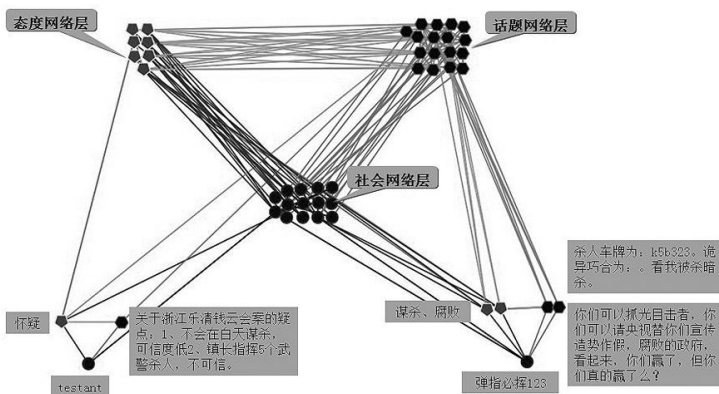 态度网络层
话题网络层
社会网络层
杀人车牌为：k5b323。诡
异巧合为：。看我被杀暗
杀。
怀疑
关于浙江乐清钱云会案的疑
点：1、不会在白天谋杀，
可信度低2、镇长指挥5个武
警杀人，不可信。
谋杀、腐败
你们可以抓光目击者，你
们可以请央视替你们宣传
造势作假，腐败的政府，
看起来，你们赢了，但你
们真的赢了么？
testant
弹指必挥123